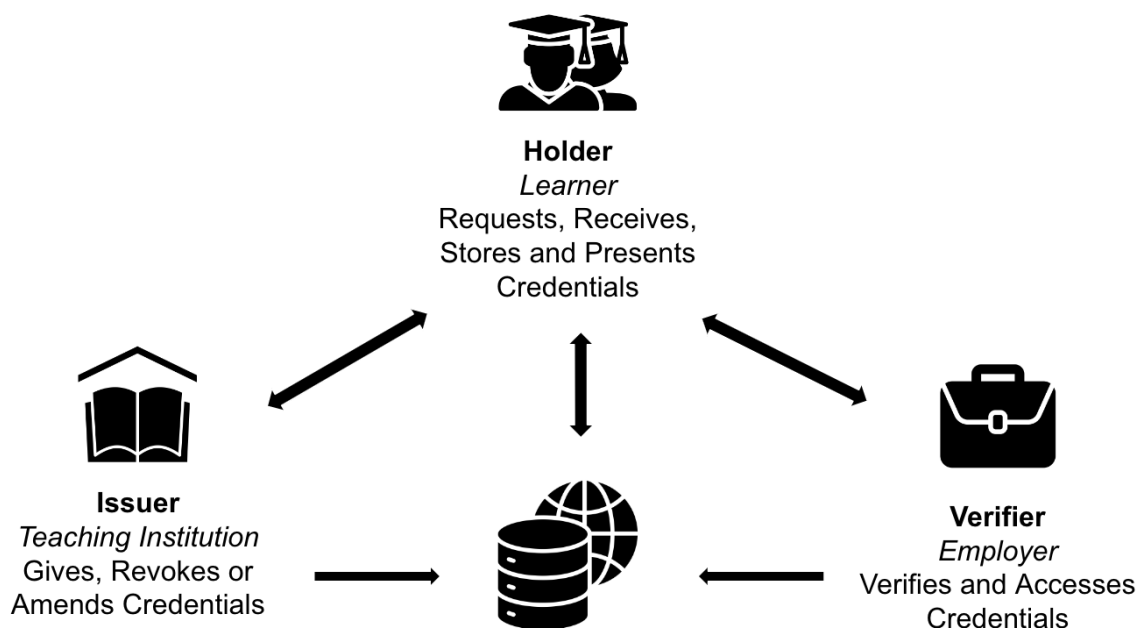 Holder
Learner
Requests, Receives,
Stores and Presents
Credentials
Issuer
Teaching Institution
Gives, Revokes or
Amends Credentials
Verifier
Employer
Verifies and Accesses
Credentials